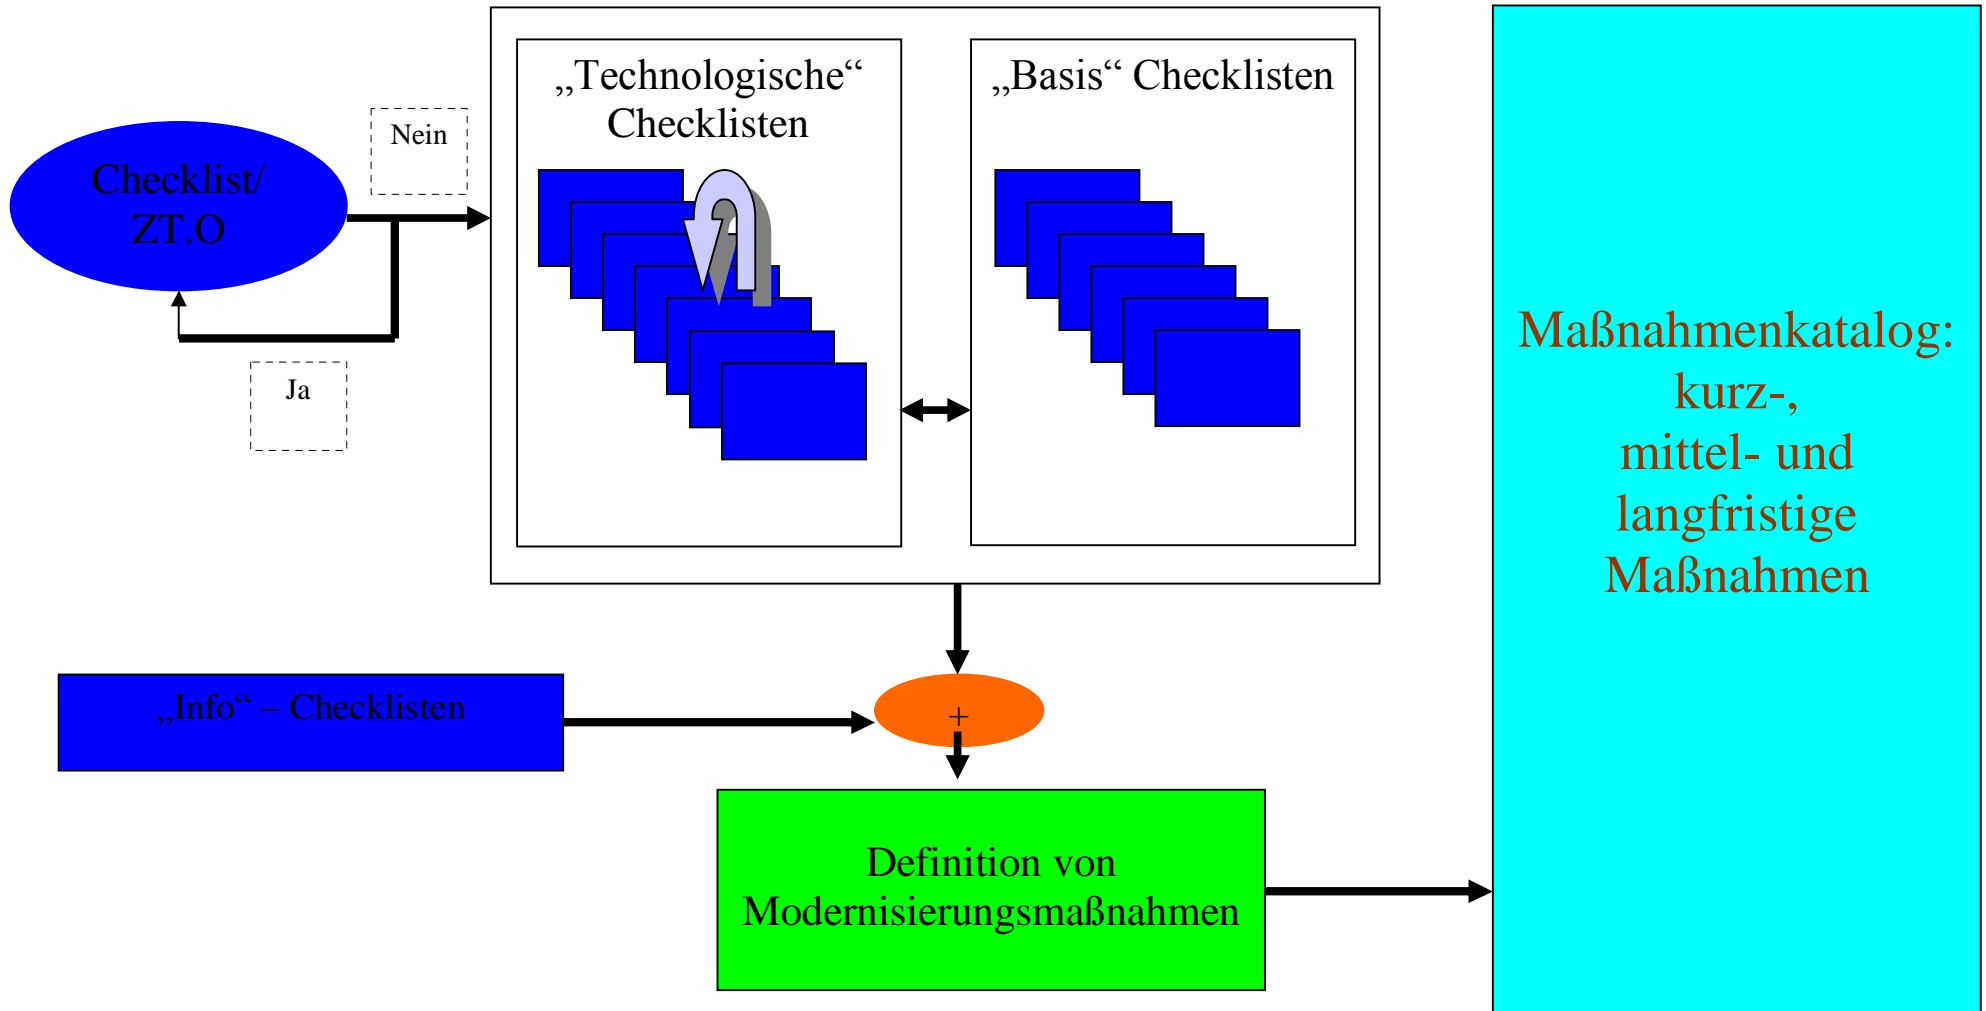 Checklist/
ZT.O
Nein
Ja
„Technologische“
Checklisten
„Basis“ Checklisten
„Info“ – Checklisten
+
Definition von
Modernisierungsmaßnahmen
Maßnahmenkatalog:
kurz-,
mittel- und
langfristige
Maßnahmen